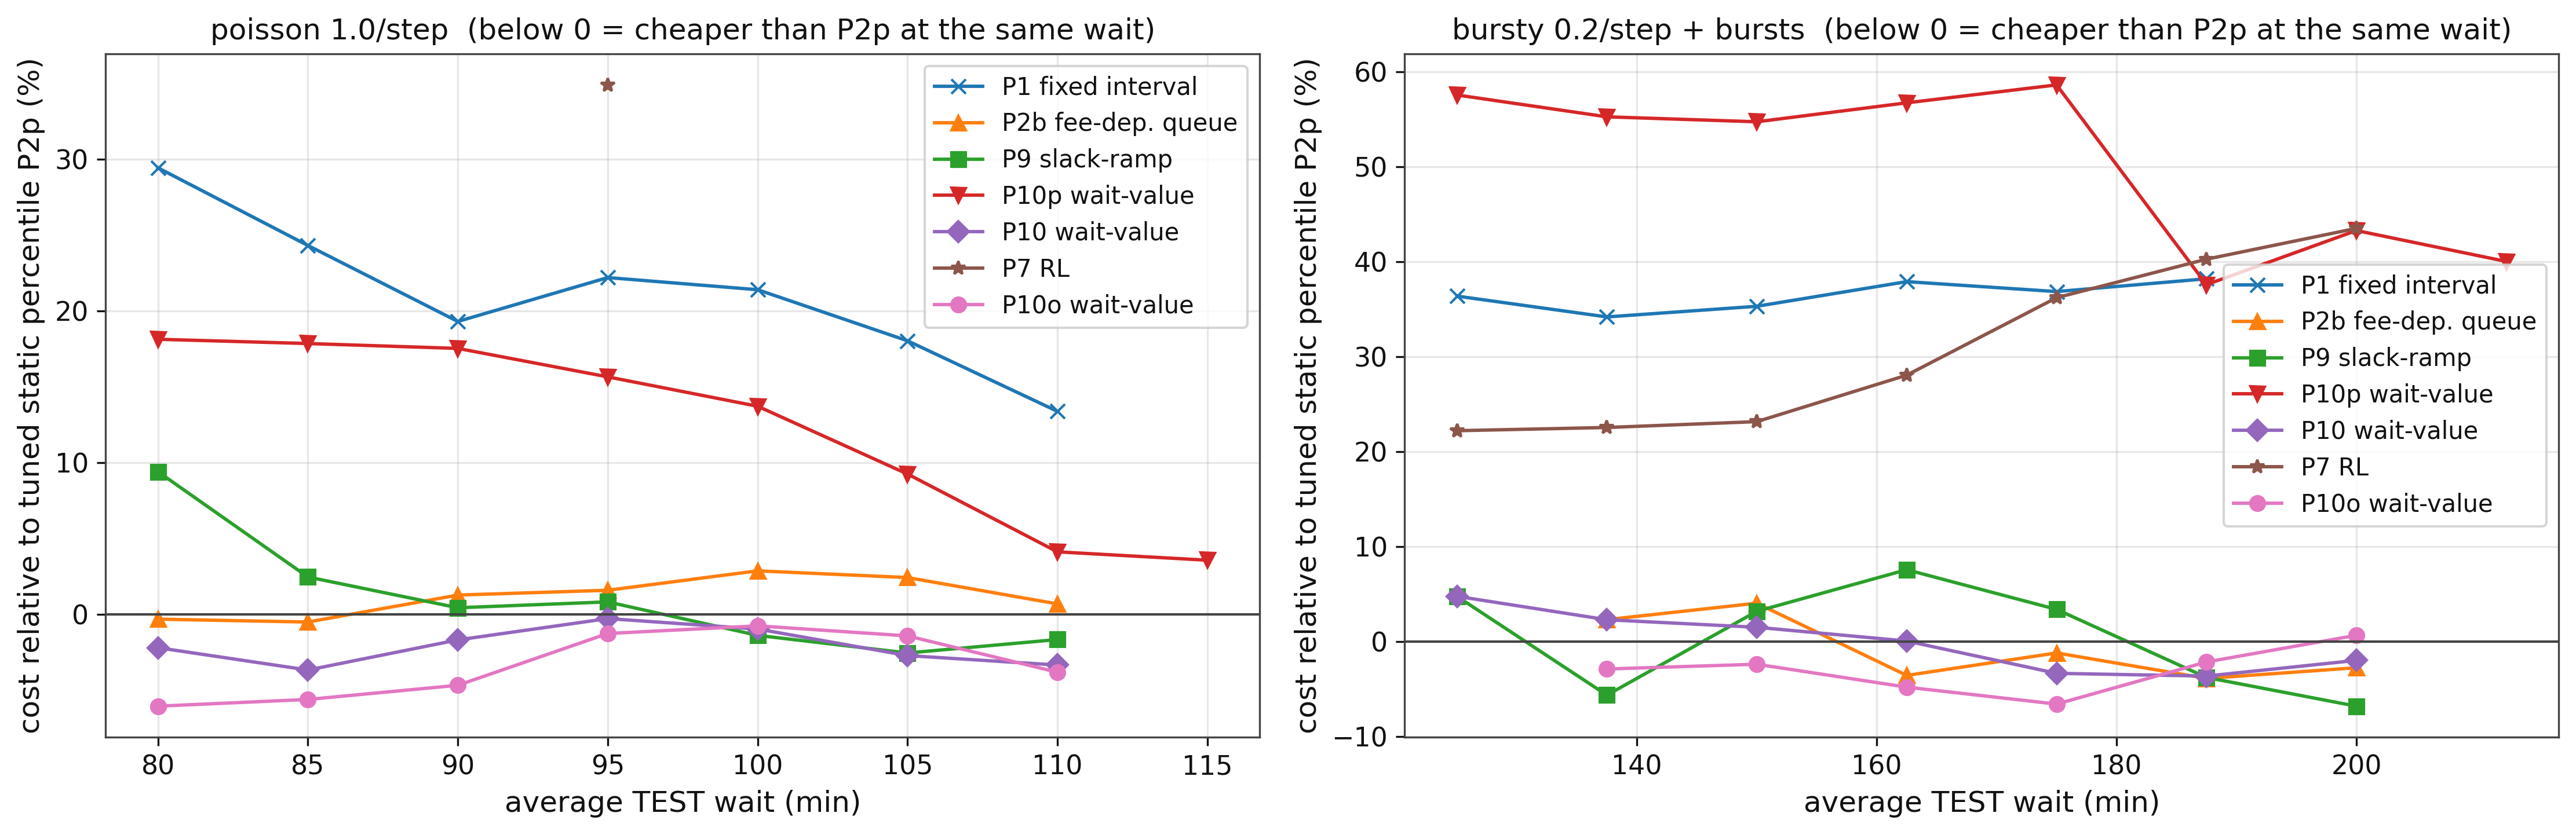 poisson 1.0/step  (below 0 = cheaper than P2p at the same wait)
cost relative to tuned static percentile P2p (%)
30
20
10
0
80
85
90
95
100
105
110
115
average TEST wait (min)
P1 fixed interval
P2b fee-dep. queue
P9 slack-ramp
P10p wait-value
P10 wait-value
P7 RL
P10o wait-value
bursty 0.2/step + bursts  (below 0 = cheaper than P2p at the same wait)
cost relative to tuned static percentile P2p (%)
60
50
40
30
20
10
0
−10
140
160
180
200
average TEST wait (min)
P1 fixed interval
P2b fee-dep. queue
P9 slack-ramp
P10p wait-value
P10 wait-value
P7 RL
P10o wait-value